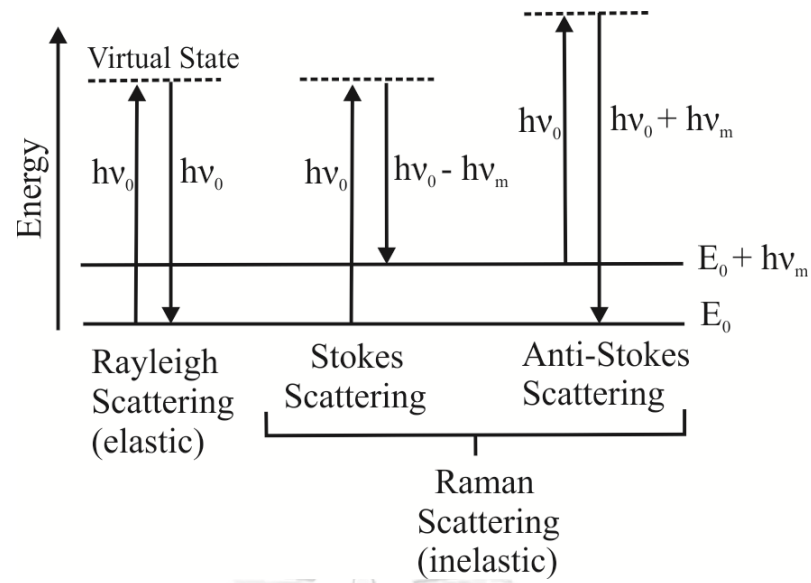 Virtual State
Energy
hν₀
hν₀
hν₀
hν₀ - hνₘ
hν₀
hν₀ + hνₘ
E₀ + hνₘ
E₀
Rayleigh
Scattering
(elastic)
Stokes
Scattering
Anti-Stokes
Scattering
Raman
Scattering
(inelastic)